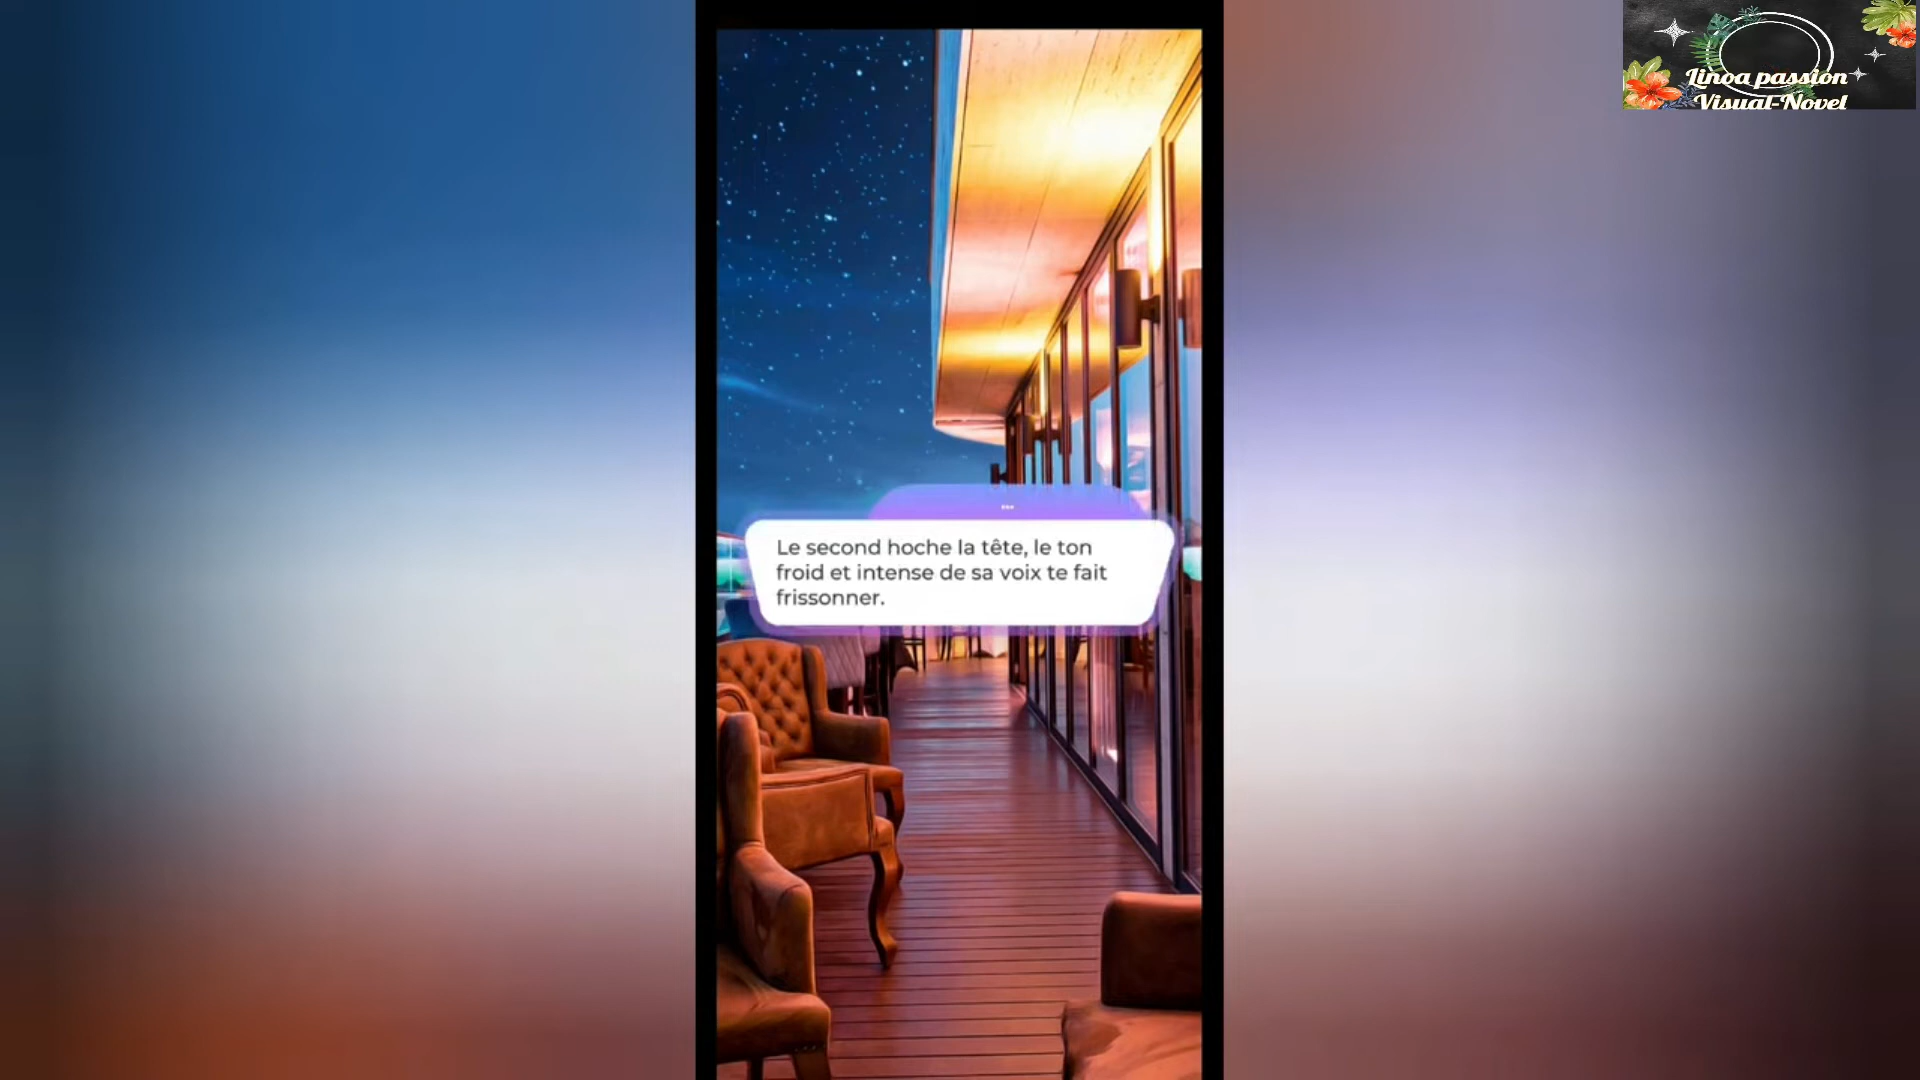 Linoa passion
Visual-Novel
...
Le second hoche la tête, le ton
froid et intense de sa voix te fait
frissonner.